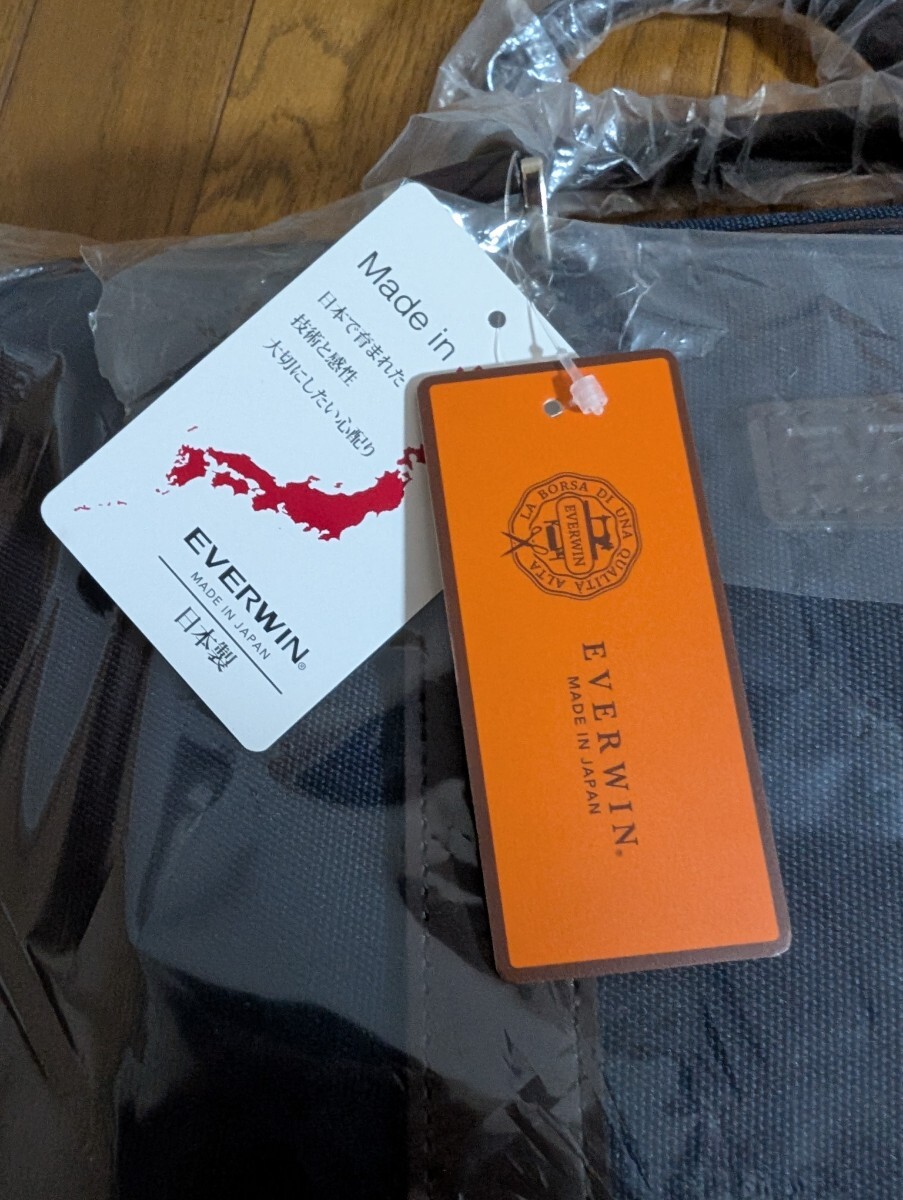 Made in
日本で育まれた
技術と感性
大切にしたい心配り
EVERWIN®
MADE IN JAPAN
日本製
LA BORSA DI UNA QUALITÀ ALTA
EVERWIN
EVERWIN®
MADE IN JAPAN